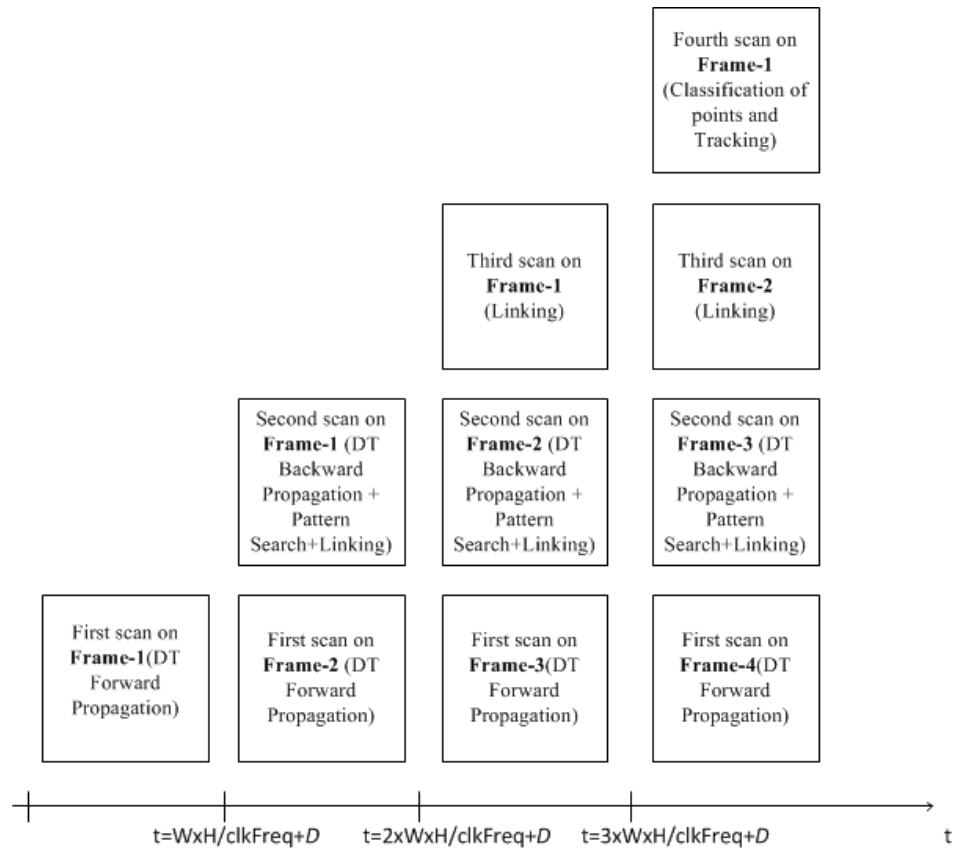 Fourth scan on
Frame-1
(Classification of
points and
Tracking)
Third scan on
Frame-1
(Linking)
Third scan on
Frame-2
(Linking)
Second scan on
Frame-1 (DT
Backward
Propagation +
Pattern
Search+Linking)
Second scan on
Frame-2 (DT
Backward
Propagation +
Pattern
Search+Linking)
Second scan on
Frame-3 (DT
Backward
Propagation +
Pattern
Search+Linking)
First scan on
Frame-1(DT
Forward
Propagation)
First scan on
Frame-2 (DT
Forward
Propagation)
First scan on
Frame-3(DT
Forward
Propagation)
First scan on
Frame-4(DT
Forward
Propagation)
t=WxH/clkFreq+D
t=2xWxH/clkFreq+D
t=3xWxH/clkFreq+D
t